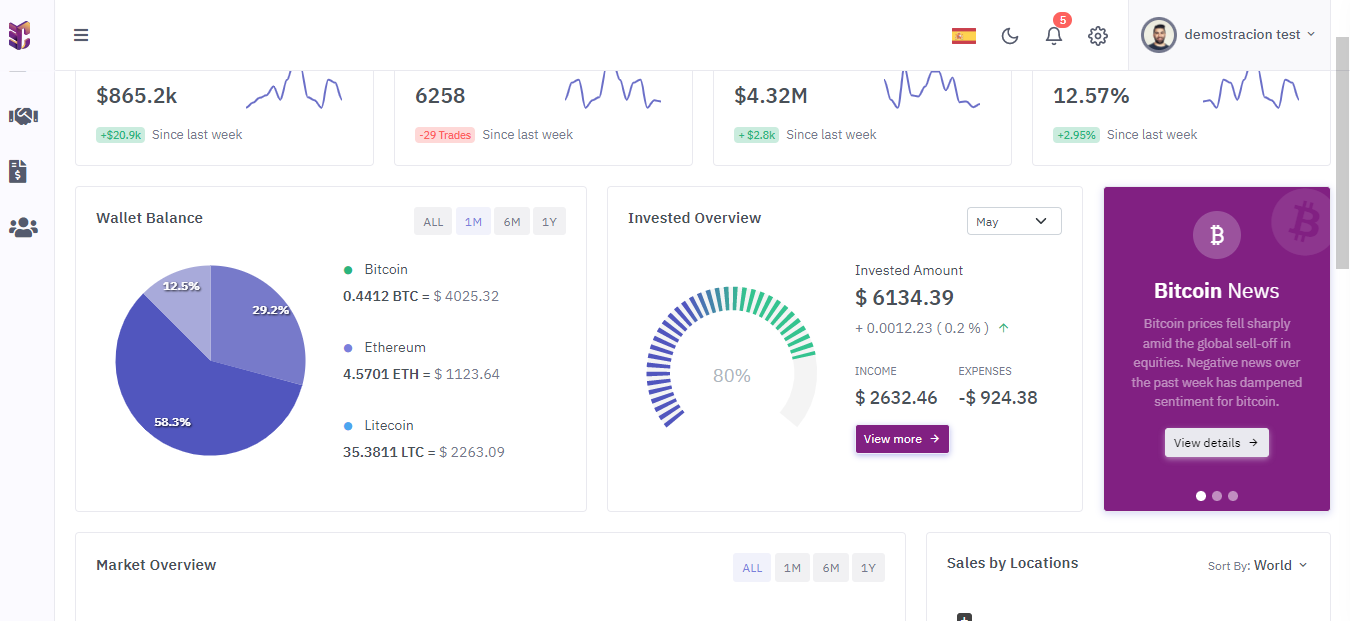 5
demostracion test
$865.2k
+$20.9k Since last week
6258
-29 Trades Since last week
$4.32M
+ $2.8k Since last week
12.57%
+2.95% Since last week
Wallet Balance
ALL 1M 6M 1Y
12.5%
29.2%
58.3%
Bitcoin
0.4412 BTC = $ 4025.32
Ethereum
4.5701 ETH = $ 1123.64
Litecoin
35.3811 LTC = $ 2263.09
Invested Overview
May
80%
Invested Amount
$ 6134.39
+ 0.0012.23 ( 0.2 % ) ↑
INCOME
$ 2632.46
EXPENSES
-$ 924.38
View more →
Bitcoin News
Bitcoin prices fell sharply
amid the global sell-off in
equities. Negative news over
the past week has dampened
sentiment for bitcoin.
View details →
Market Overview
ALL 1M 6M 1Y
Sales by Locations
Sort By: World